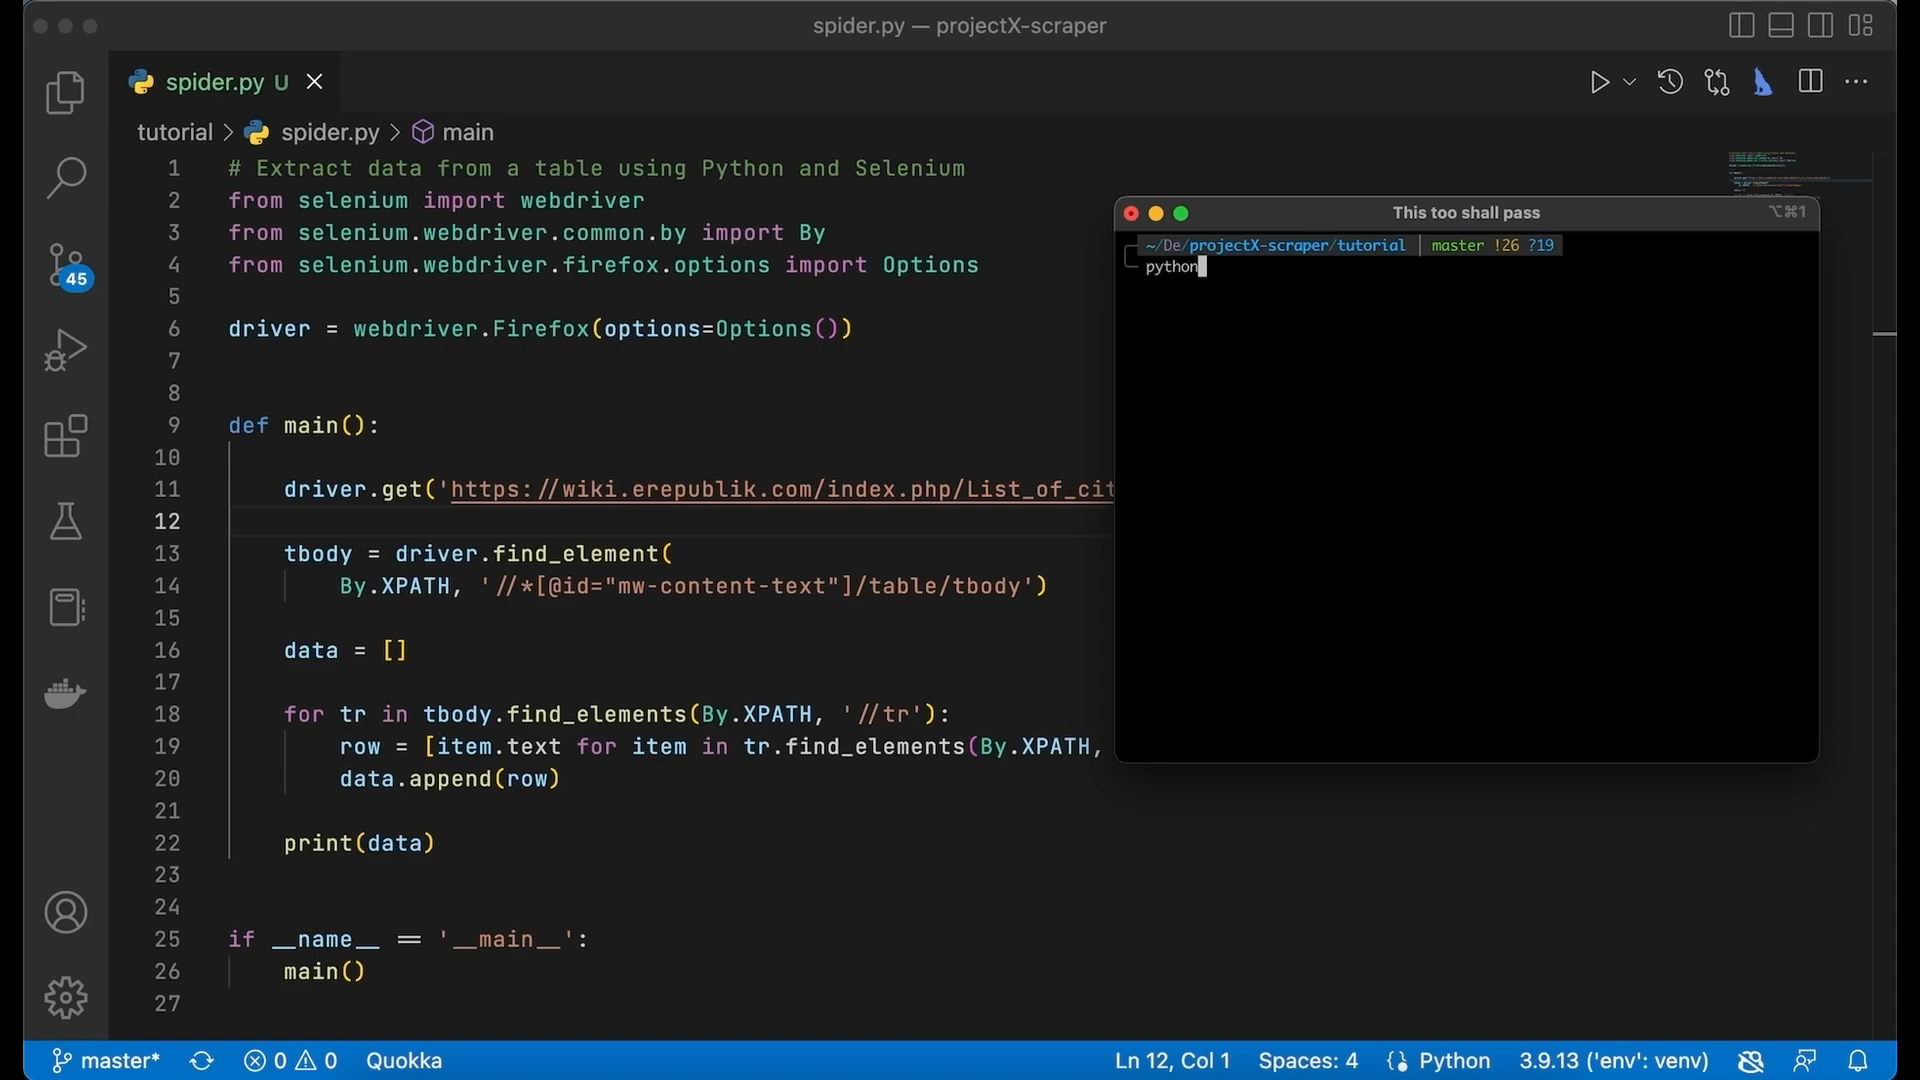 spider.py — projectX-scraper
spider.py U
tutorial > spider.py > main
1 # Extract data from a table using Python and Selenium
2 from selenium import webdriver
3 from selenium.webdriver.common.by import By
4 from selenium.webdriver.firefox.options import Options
5
6 driver = webdriver.Firefox(options=Options())
7
8
9 def main():
10
11 driver.get('https://wiki.erepublik.com/index.php/List_of_cit
12
13 tbody = driver.find_element(
14 By.XPATH, '//*[@id="mw-content-text"]/table/tbody')
15
16 data = []
17
18 for tr in tbody.find_elements(By.XPATH, '//tr'):
19 row = [item.text for item in tr.find_elements(By.XPATH,
20 data.append(row)
21
22 print(data)
23
24
25 if __name__ == '__main__':
26 main()
27
This too shall pass ⌥⌘1
~/De/projectX-scraper/tutorial | master !26 ?19
python
45
master* 0 0 Quokka Ln 12, Col 1 Spaces: 4 Python 3.9.13 ('env': venv)